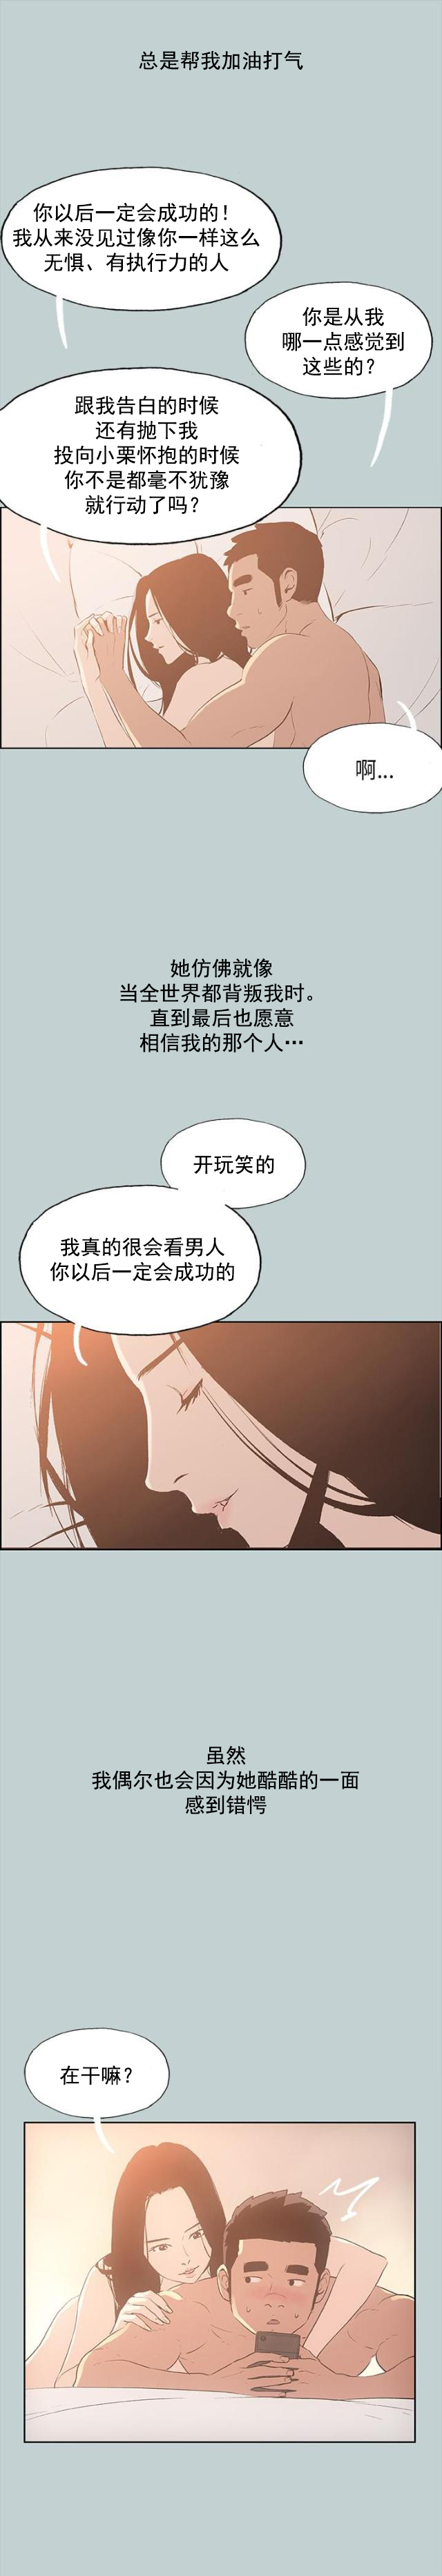 总是帮我加油打气
你以后一定会成功的！
我从来没见过像你一样这么
无惧、有执行力的人
你是从我
哪一点感觉到
这些的？
跟我告白的时候
还有抛下我
投向小栗怀抱的时候
你不是都毫不犹豫
就行动了吗？
啊...
她仿佛就像
当全世界都背叛我时。
直到最后也愿意
相信我的那个人…
开玩笑的
我真的很会看男人
你以后一定会成功的
虽然
我偶尔也会因为她酷酷的一面
感到错愕
在干嘛？